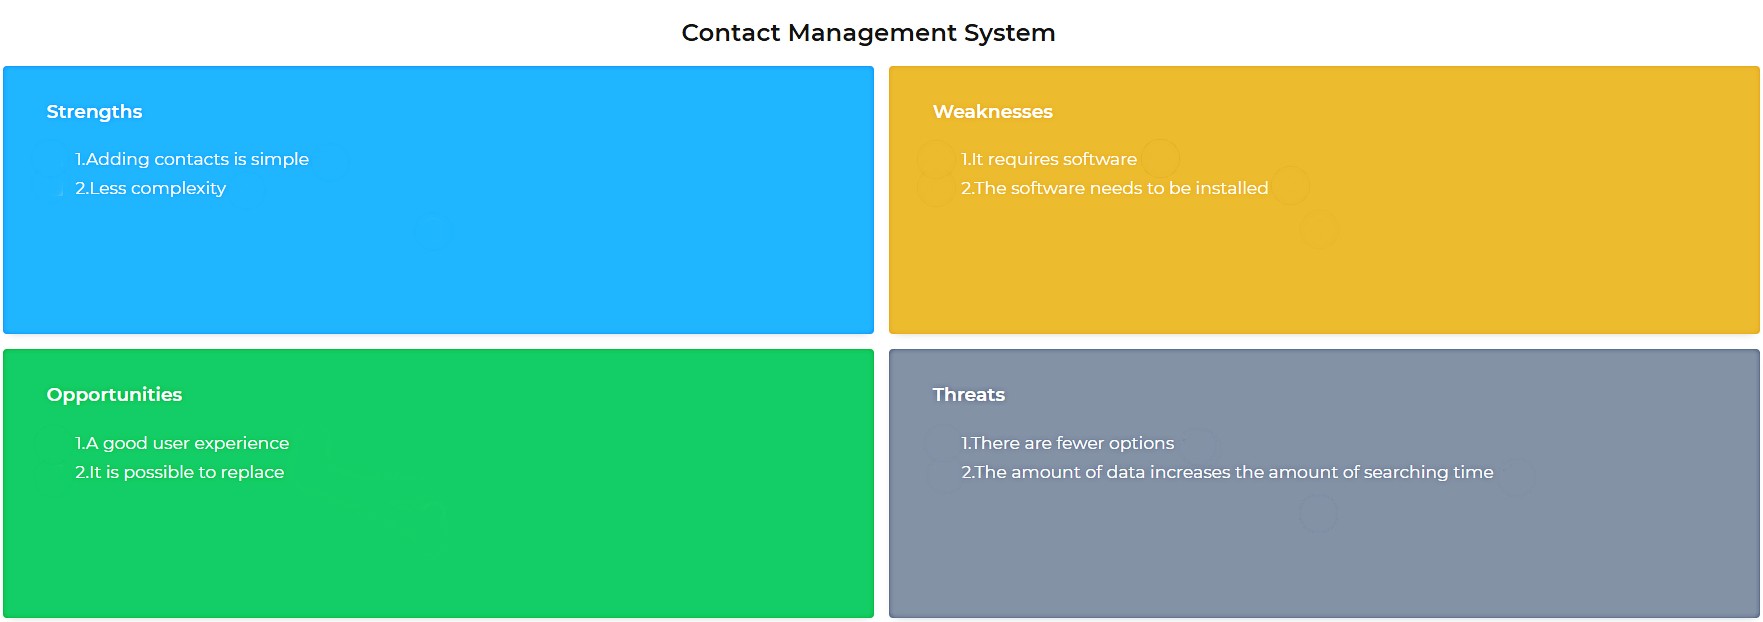 Contact Management System
Strengths
1.Adding contacts is simple
2.Less complexity
Weaknesses
1.It requires software
2.The software needs to be installed
Opportunities
1.A good user experience
2.It is possible to replace
Threats
1.There are fewer options
2.The amount of data increases the amount of searching time